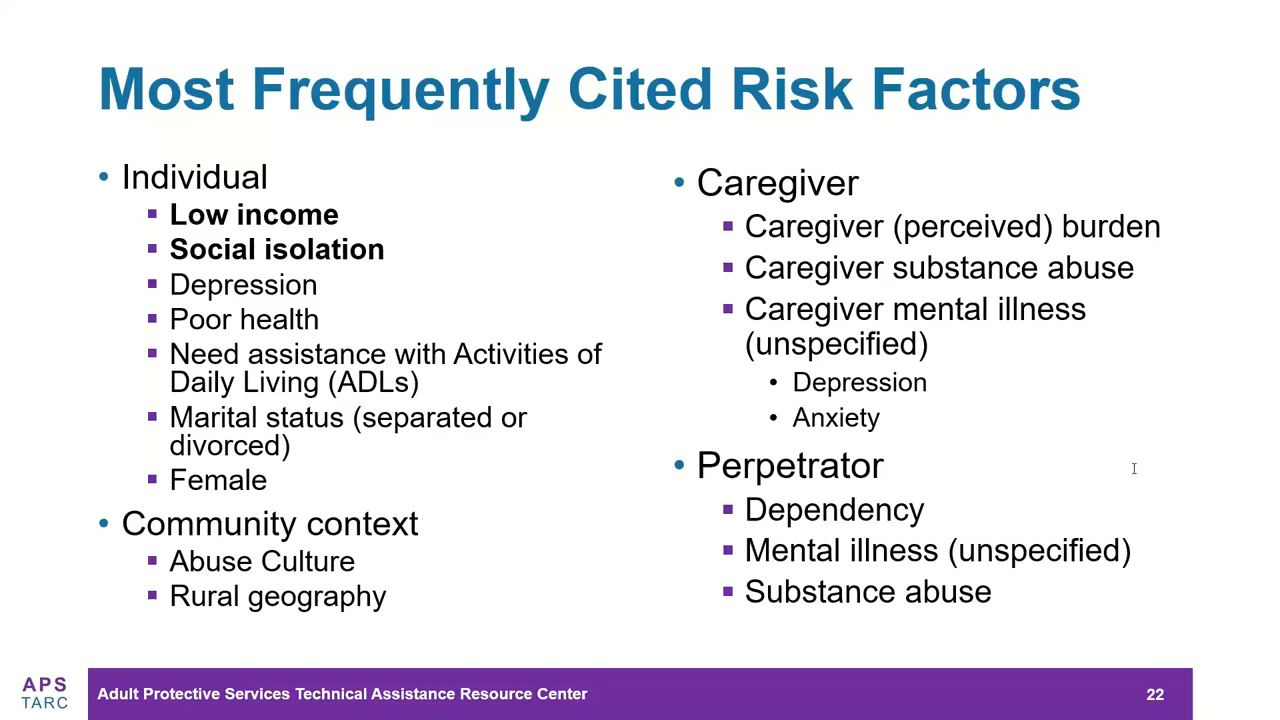 Most Frequently Cited Risk Factors
• Individual
▪ Low income
▪ Social isolation
▪ Depression
▪ Poor health
▪ Need assistance with Activities of
Daily Living (ADLs)
▪ Marital status (separated or
divorced)
▪ Female
• Community context
▪ Abuse Culture
▪ Rural geography
• Caregiver
▪ Caregiver (perceived) burden
▪ Caregiver substance abuse
▪ Caregiver mental illness
(unspecified)
• Depression
• Anxiety
• Perpetrator
▪ Dependency
▪ Mental illness (unspecified)
▪ Substance abuse
APS
TARC
Adult Protective Services Technical Assistance Resource Center
22